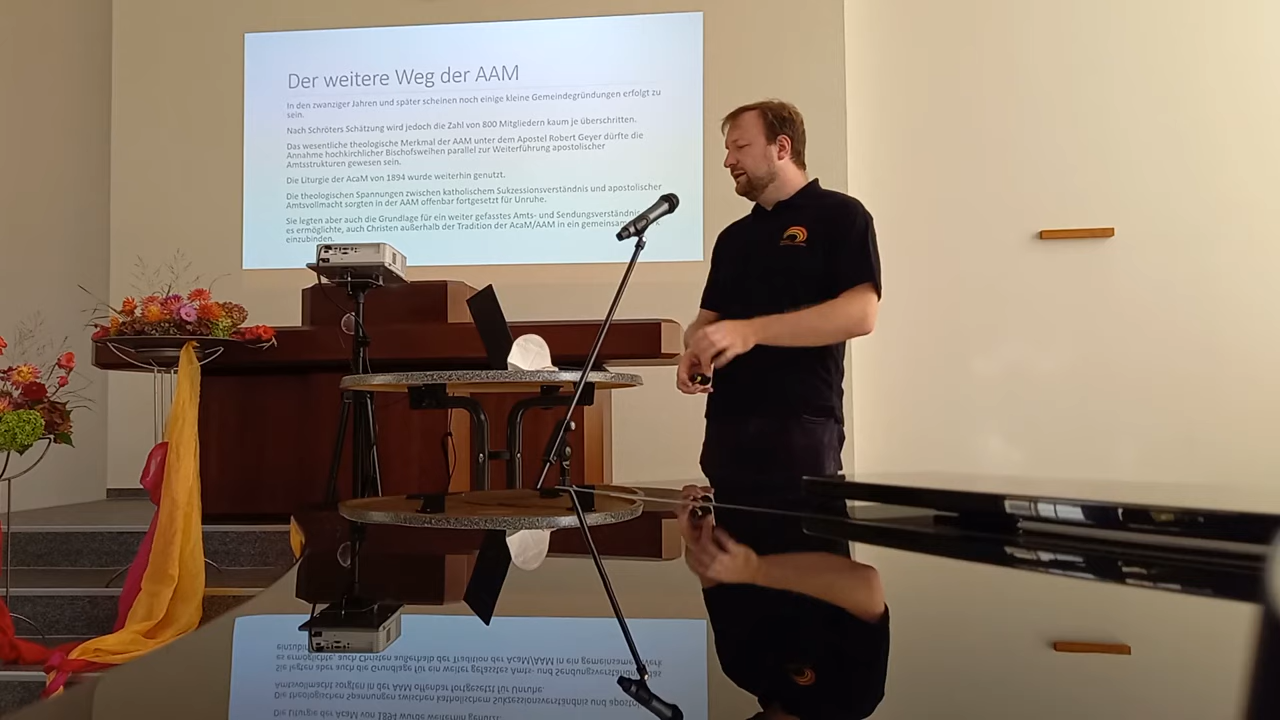 Der weitere Weg der AAM
In den zwanziger Jahren und später scheinen noch einige kleine Gemeindegründungen erfolgt zu
sein.
Nach Schröters Schätzung wird jedoch die Zahl von 800 Mitgliedern kaum je überschritten.
Das wesentliche theologische Merkmal der AAM unter dem Apostel Robert Geyer dürfte die
Annahme hochkirchlicher Bischofsweihen parallel zur Weiterführung apostolischer
Amtsstrukturen gewesen sein.
Die Liturgie der AcaM von 1894 wurde weiterhin genutzt.
Die theologischen Spannungen zwischen katholischem Sukzessionsverständnis und apostolischer
Amtsvollmacht sorgten in der AAM offenbar fortgesetzt für Unruhe.
Sie legten aber auch die Grundlage für ein weiter gefasstes Amts- und Sendungsverständnis
es ermöglichte, auch Christen außerhalb der Tradition der AcaM/AAM in ein gemeinsam
einzubinden.